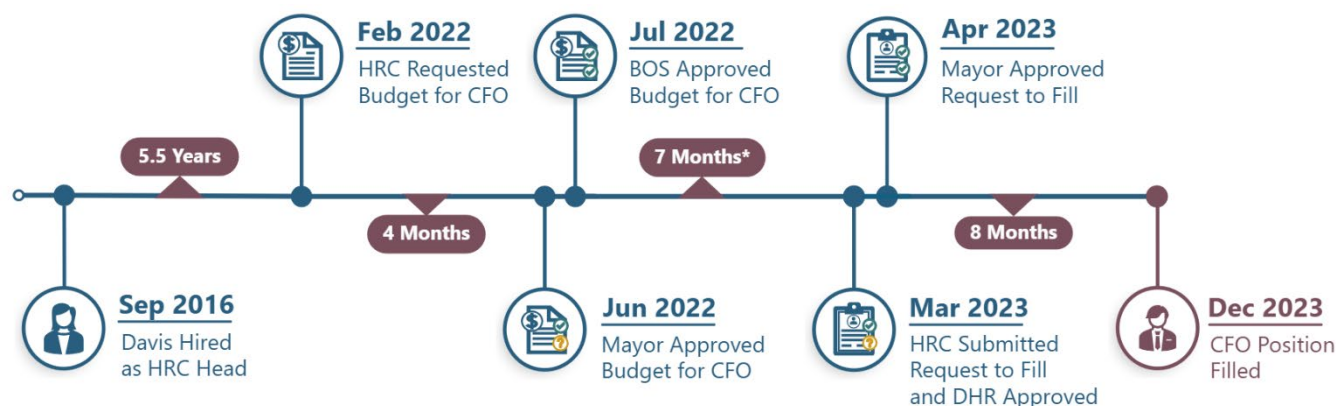 Feb 2022
HRC Requested
Budget for CFO
Jul 2022
BOS Approved
Budget for CFO
Apr 2023
Mayor Approved
Request to Fill
5.5 Years
7 Months*
4 Months
8 Months
Sep 2016
Davis Hired
as HRC Head
Jun 2022
Mayor Approved
Budget for CFO
Mar 2023
HRC Submitted
Request to Fill
and DHR Approved
Dec 2023
CFO Position
Filled